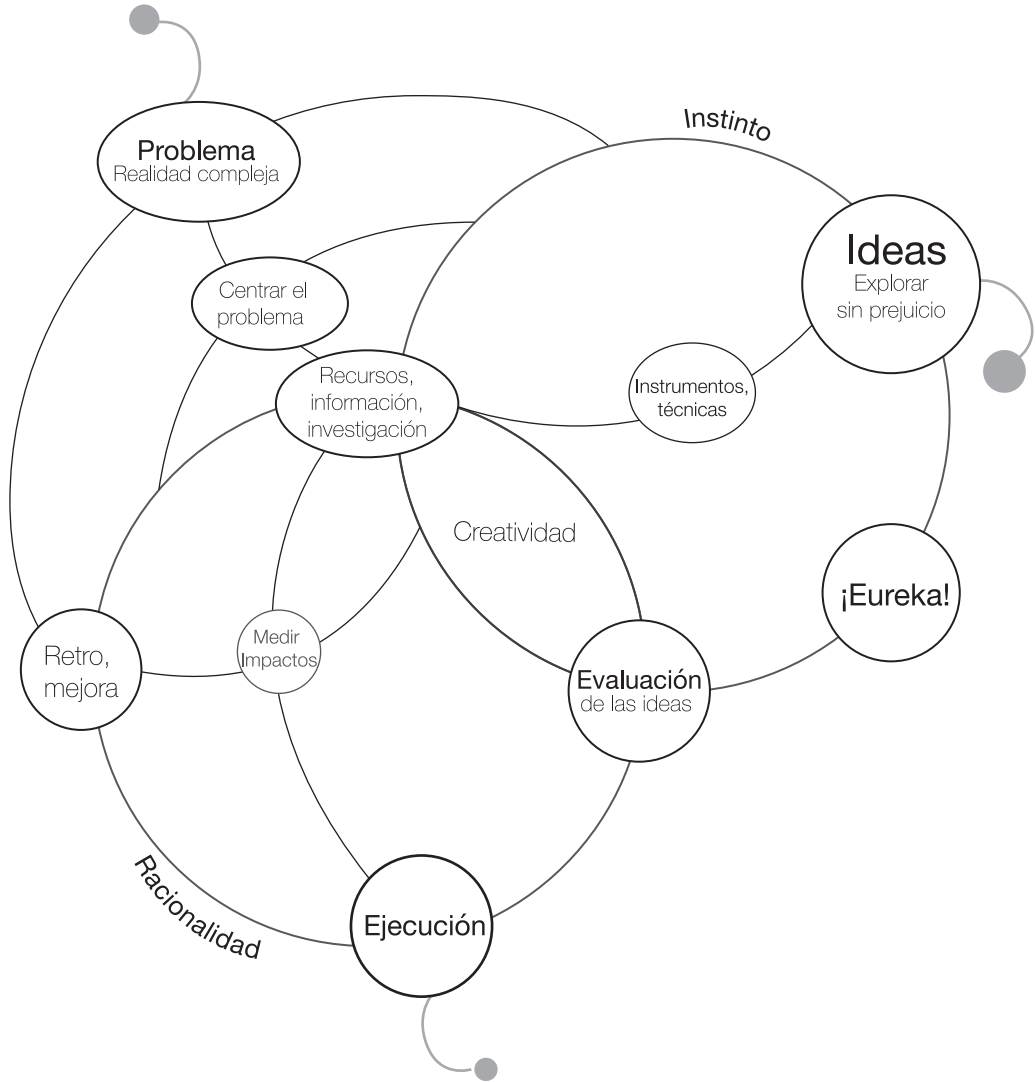 Instinto
Problema
Realidad compleja
Ideas
Explorar
sin prejuicio
Centrar el
problema
Recursos,
información,
investigación
Instrumentos,
técnicas
Creatividad
¡Eureka!
Medir
Impactos
Retro,
mejora
Evaluación
de las ideas
Racionalidad
Ejecución